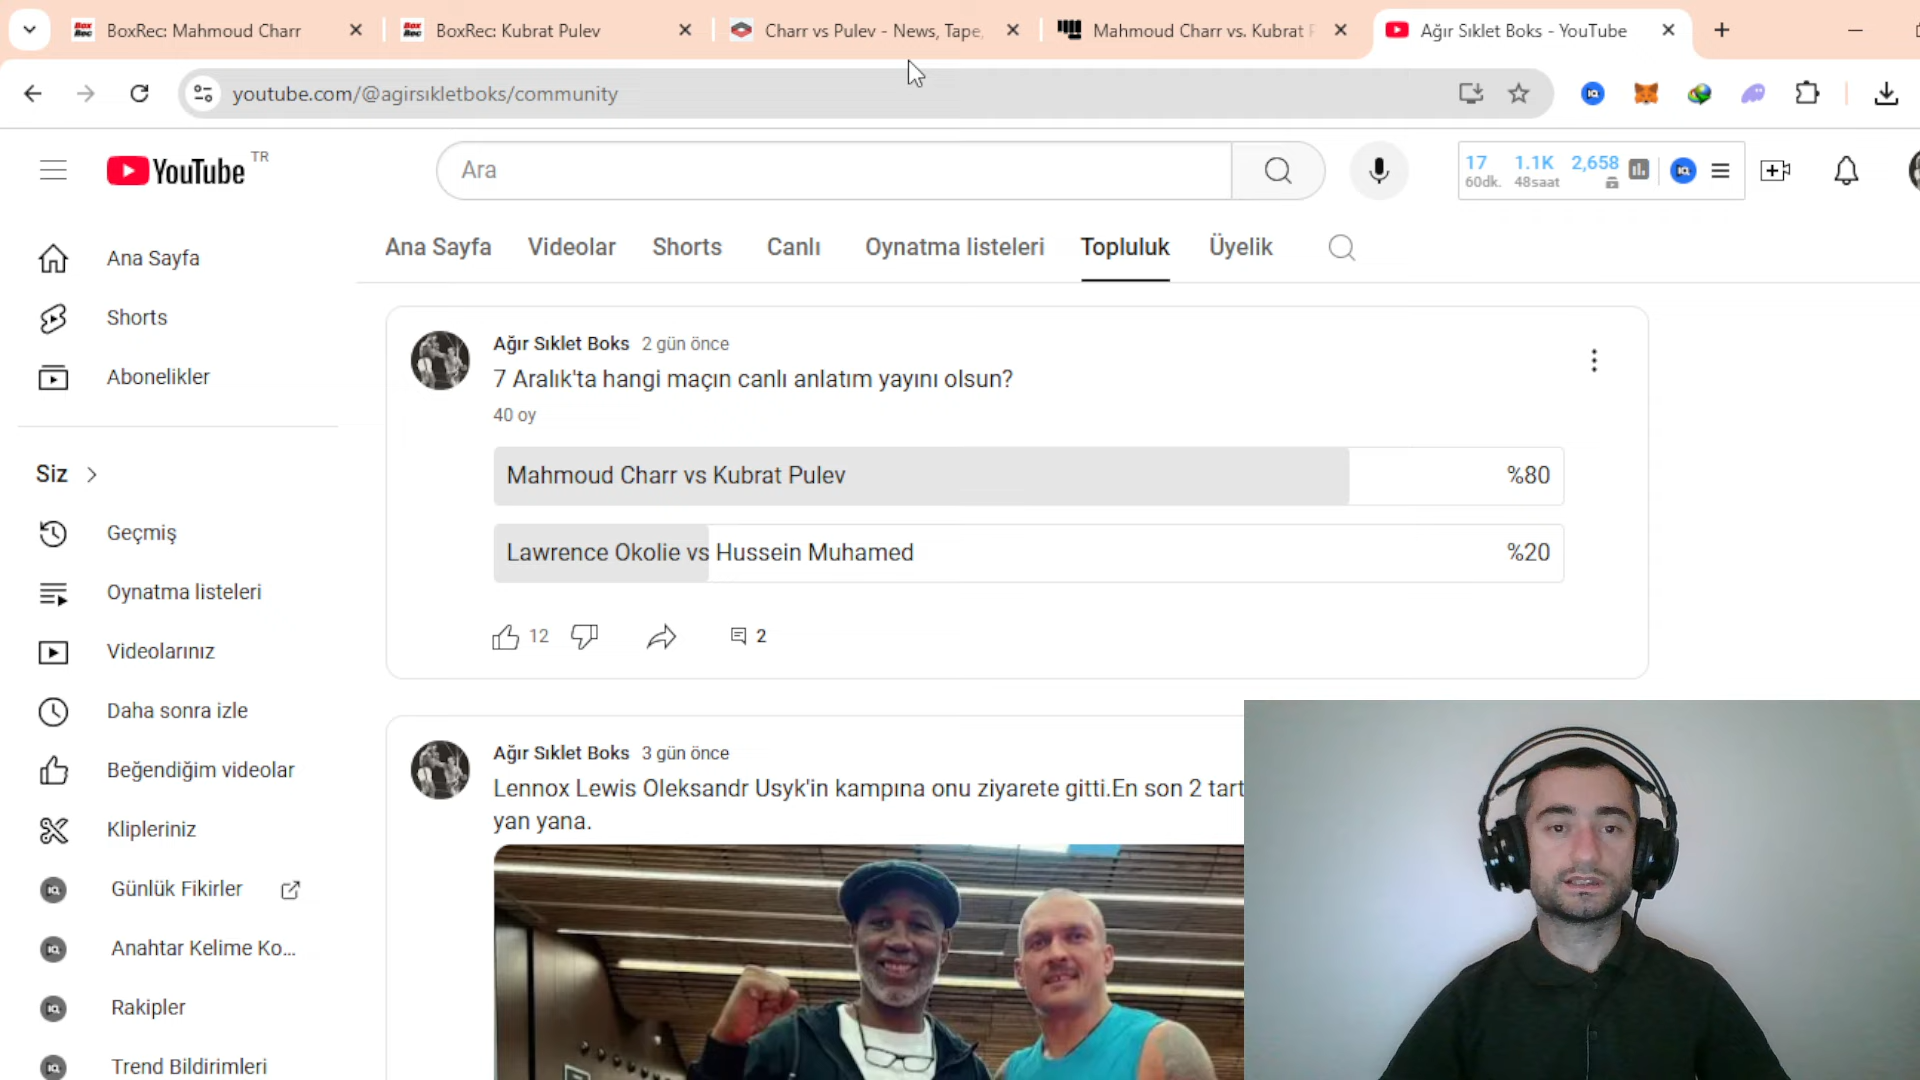 BoxRec: Mahmoud Charr
BoxRec: Kubrat Pulev
Charr vs Pulev - News, Tape,
Mahmoud Charr vs. Kubrat P
Ağır Sıklet Boks - YouTube
youtube.com/@agirsıkletboks/community
YouTube TR
Ara
17 1.1K 2,658
60dk. 48saat
Ana Sayfa
Videolar
Shorts
Canlı
Oynatma listeleri
Topluluk
Üyelik
Ana Sayfa
Shorts
Abonelikler
Siz
Geçmiş
Oynatma listeleri
Videolarınız
Daha sonra izle
Beğendiğim videolar
Klipleriniz
Günlük Fikirler
Anahtar Kelime Ko...
Rakipler
Trend Bildirimleri
Ağır Sıklet Boks 2 gün önce
7 Aralık'ta hangi maçın canlı anlatım yayını olsun?
40 oy
Mahmoud Charr vs Kubrat Pulev %80
Lawrence Okolie vs Hussein Muhamed %20
12
2
Ağır Sıklet Boks 3 gün önce
Lennox Lewis Oleksandr Usyk'in kampına onu ziyarete gitti.En son 2 tart
yan yana.